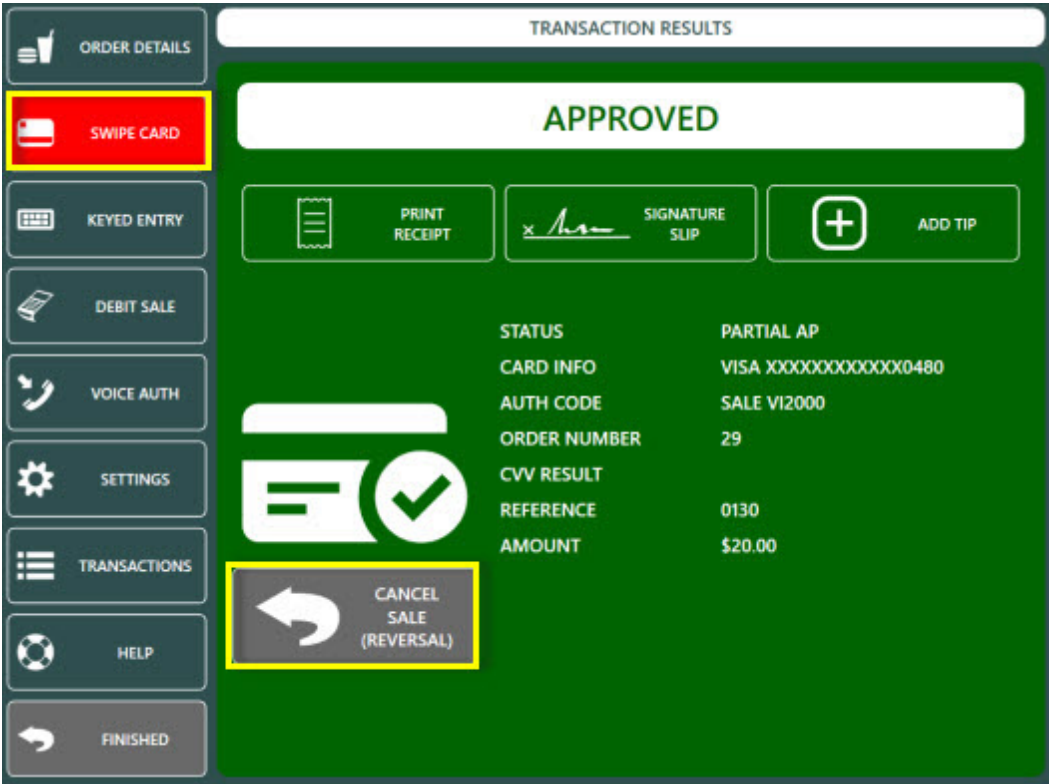 ORDER DETAILS
SWIPE CARD
KEYED ENTRY
DEBIT SALE
VOICE AUTH
SETTINGS
TRANSACTIONS
HELP
FINISHED
TRANSACTION RESULTS
APPROVED
PRINT
RECEIPT
SIGNATURE
SLIP
ADD TIP
STATUS PARTIAL AP
CARD INFO VISA XXXXXXXXXXXX0480
AUTH CODE SALE VI2000
ORDER NUMBER 29
CVV RESULT
REFERENCE 0130
AMOUNT $20.00
CANCEL
SALE
(REVERSAL)